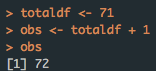 > totaldf <- 71
> obs <- totaldf + 1
> obs
[1] 72